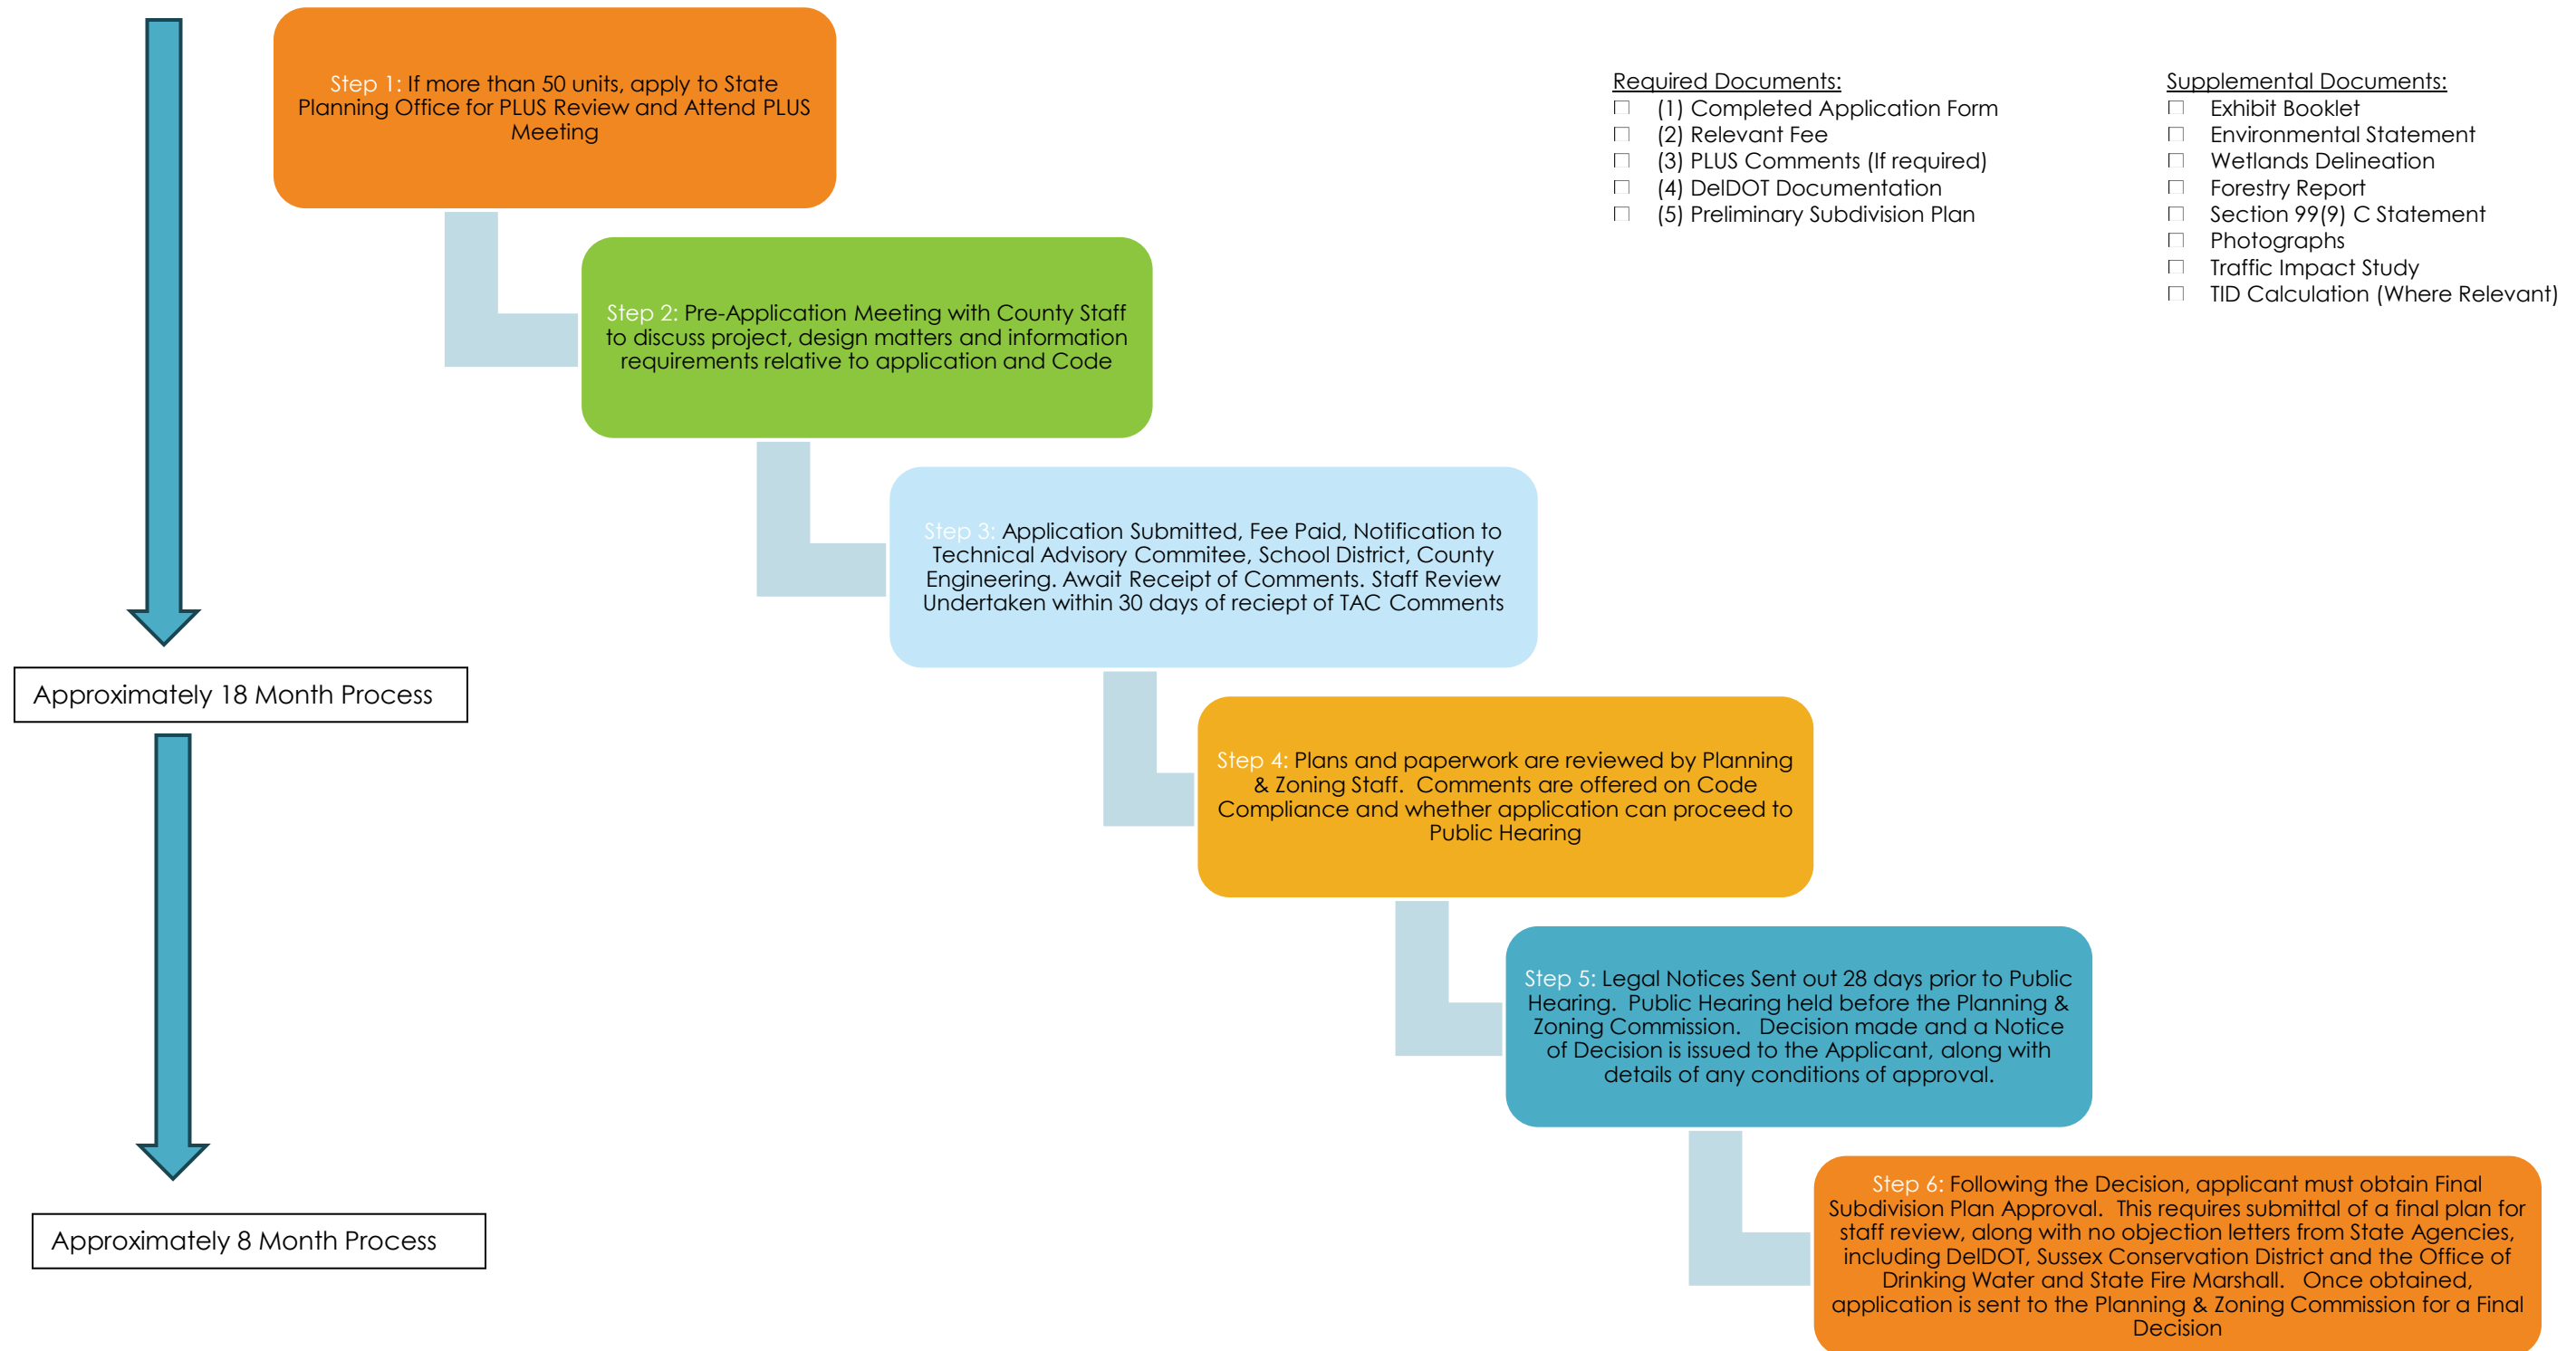 Step 1: If more than 50 units, apply to State
Planning Office for PLUS Review and Attend PLUS
Meeting
Required Documents:
(1) Completed Application Form
(2) Relevant Fee
(3) PLUS Comments (If required)
(4) DelDOT Documentation
(5) Preliminary Subdivision Plan
Supplemental Documents:
Exhibit Booklet
Environmental Statement
Wetlands Delineation
Forestry Report
Section 99(9) C Statement
Photographs
Traffic Impact Study
TID Calculation (Where Relevant)
Step 2: Pre-Application Meeting with County Staff
to discuss project, design matters and information
requirements relative to application and Code
Step 3: Application Submitted, Fee Paid, Notification to
Technical Advisory Commitee, School District, County
Engineering. Await Receipt of Comments. Staff Review
Undertaken within 30 days of reciept of TAC Comments
Approximately 18 Month Process
Step 4: Plans and paperwork are reviewed by Planning
& Zoning Staff.  Comments are offered on Code
Compliance and whether application can proceed to
Public Hearing
Step 5: Legal Notices Sent out 28 days prior to Public
Hearing.  Public Hearing held before the Planning &
Zoning Commission.   Decision made and a Notice
of Decision is issued to the Applicant, along with
details of any conditions of approval.
Step 6: Following the Decision, applicant must obtain Final
Subdivision Plan Approval.  This requires submittal of a final plan for
staff review, along with no objection letters from State Agencies,
including DelDOT, Sussex Conservation District and the Office of
Drinking Water and State Fire Marshall.   Once obtained,
application is sent to the Planning & Zoning Commission for a Final
Decision
Approximately 8 Month Process